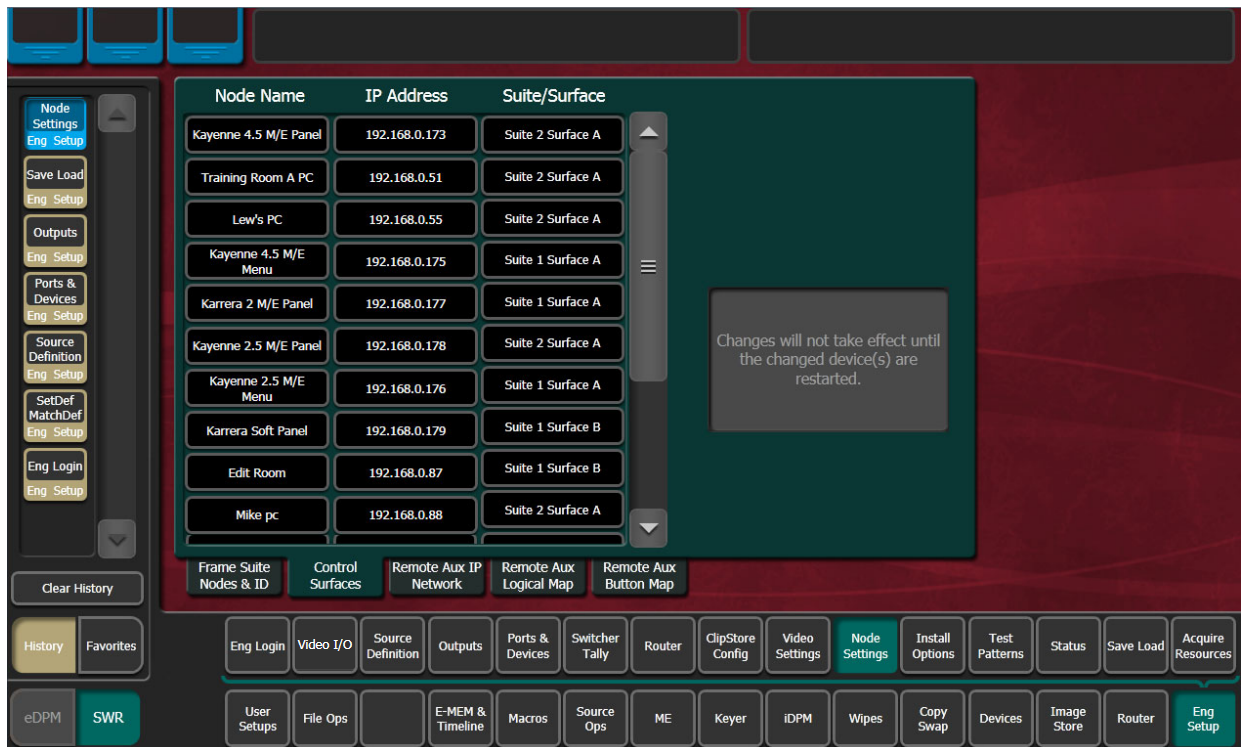 Node
Settings
Eng Setup
Save Load
Eng Setup
Outputs
Eng Setup
Ports &
Devices
Eng Setup
Source
Definition
Eng Setup
SetDef
MatchDef
Eng Setup
Eng Login
Eng Setup
Clear History
History Favorites
eDPM SWR
Node Name IP Address Suite/Surface
Kayenne 4.5 M/E Panel 192.168.0.173 Suite 2 Surface A
Training Room A PC 192.168.0.51 Suite 2 Surface A
Lew's PC 192.168.0.55 Suite 2 Surface A
Kayenne 4.5 M/E
Menu 192.168.0.175 Suite 1 Surface A
Karrera 2 M/E Panel 192.168.0.177 Suite 1 Surface A
Kayenne 2.5 M/E Panel 192.168.0.178 Suite 2 Surface A
Kayenne 2.5 M/E
Menu 192.168.0.176 Suite 1 Surface A
Karrera Soft Panel 192.168.0.179 Suite 1 Surface B
Edit Room 192.168.0.87 Suite 1 Surface B
Mike pc 192.168.0.88 Suite 2 Surface A
Changes will not take effect until
the changed device(s) are
restarted.
Frame Suite
Nodes & ID
Control
Surfaces
Remote Aux IP
Network
Remote Aux
Logical Map
Remote Aux
Button Map
Eng Login
Video I/O
Source
Definition
Outputs
Ports &
Devices
Switcher
Tally
Router
ClipStore
Config
Video
Settings
Node
Settings
Install
Options
Test
Patterns
Status
Save Load
Acquire
Resources
User
Setups
File Ops
E-MEM &
Timeline
Macros
Source
Ops
ME
Keyer
iDPM
Wipes
Copy
Swap
Devices
Image
Store
Router
Eng
Setup